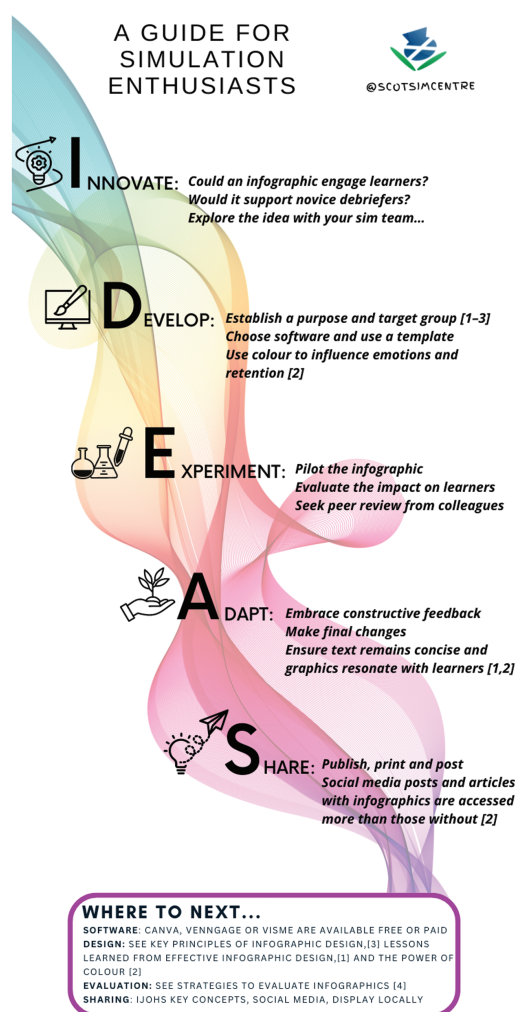 A GUIDE FOR
SIMULATION
ENTHUSIASTS
@SCOTSIMCENTRE
INNOVATE: Could an infographic engage learners?
Would it support novice debriefers?
Explore the idea with your sim team...
DEVELOP: Establish a purpose and target group [1–3]
Choose software and use a template
Use colour to influence emotions and
retention [2]
EXPERIMENT: Pilot the infographic
Evaluate the impact on learners
Seek peer review from colleagues
ADAPT: Embrace constructive feedback
Make final changes
Ensure text remains concise and
graphics resonate with learners [1,2]
SHARE: Publish, print and post
Social media posts and articles
with infographics are accessed
more than those without [2]
WHERE TO NEXT...
SOFTWARE: CANVA, VENNGAGE OR VISME ARE AVAILABLE FREE OR PAID
DESIGN: SEE KEY PRINCIPLES OF INFOGRAPHIC DESIGN,[3] LESSONS
LEARNED FROM EFFECTIVE INFOGRAPHIC DESIGN,[1] AND THE POWER OF
COLOUR [2]
EVALUATION: SEE STRATEGIES TO EVALUATE INFOGRAPHICS [4]
SHARING: IJOHS KEY CONCEPTS, SOCIAL MEDIA, DISPLAY LOCALLY